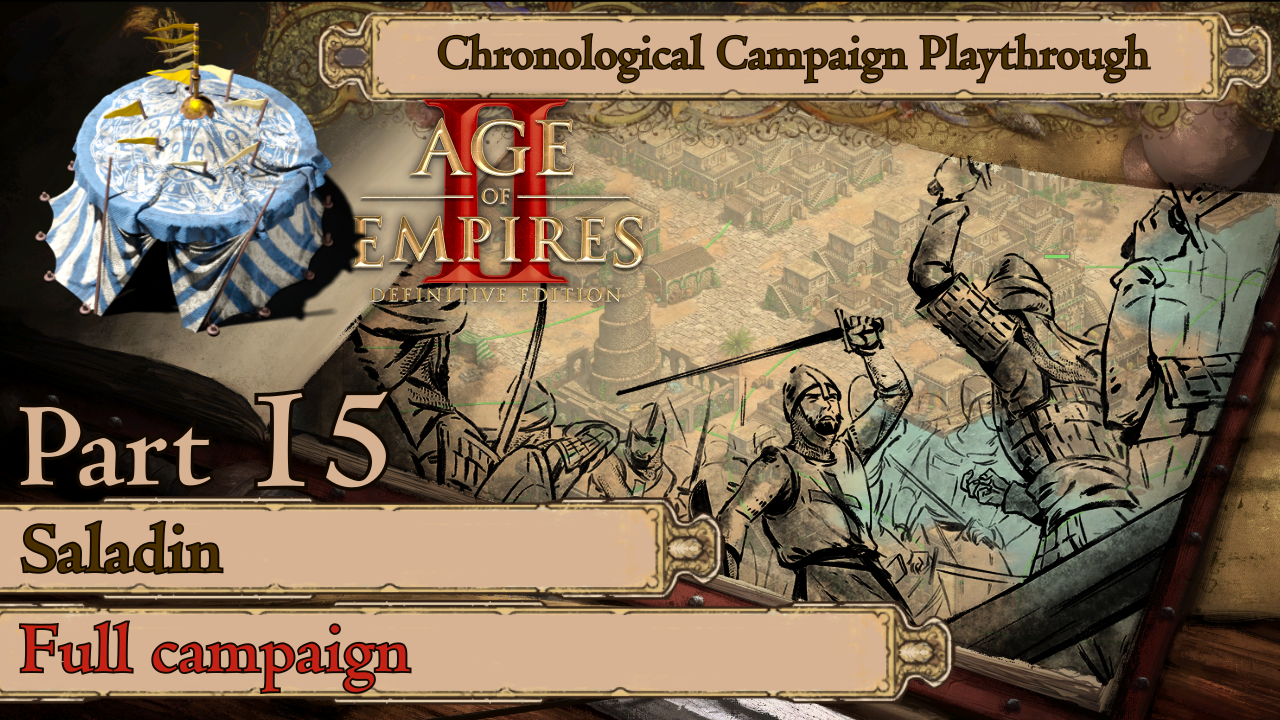 Chronological Campaign Playthrough
II
AGE
OF
EMPIRES
DEFINITIVE EDITION
Part 15
Saladin
Full campaign